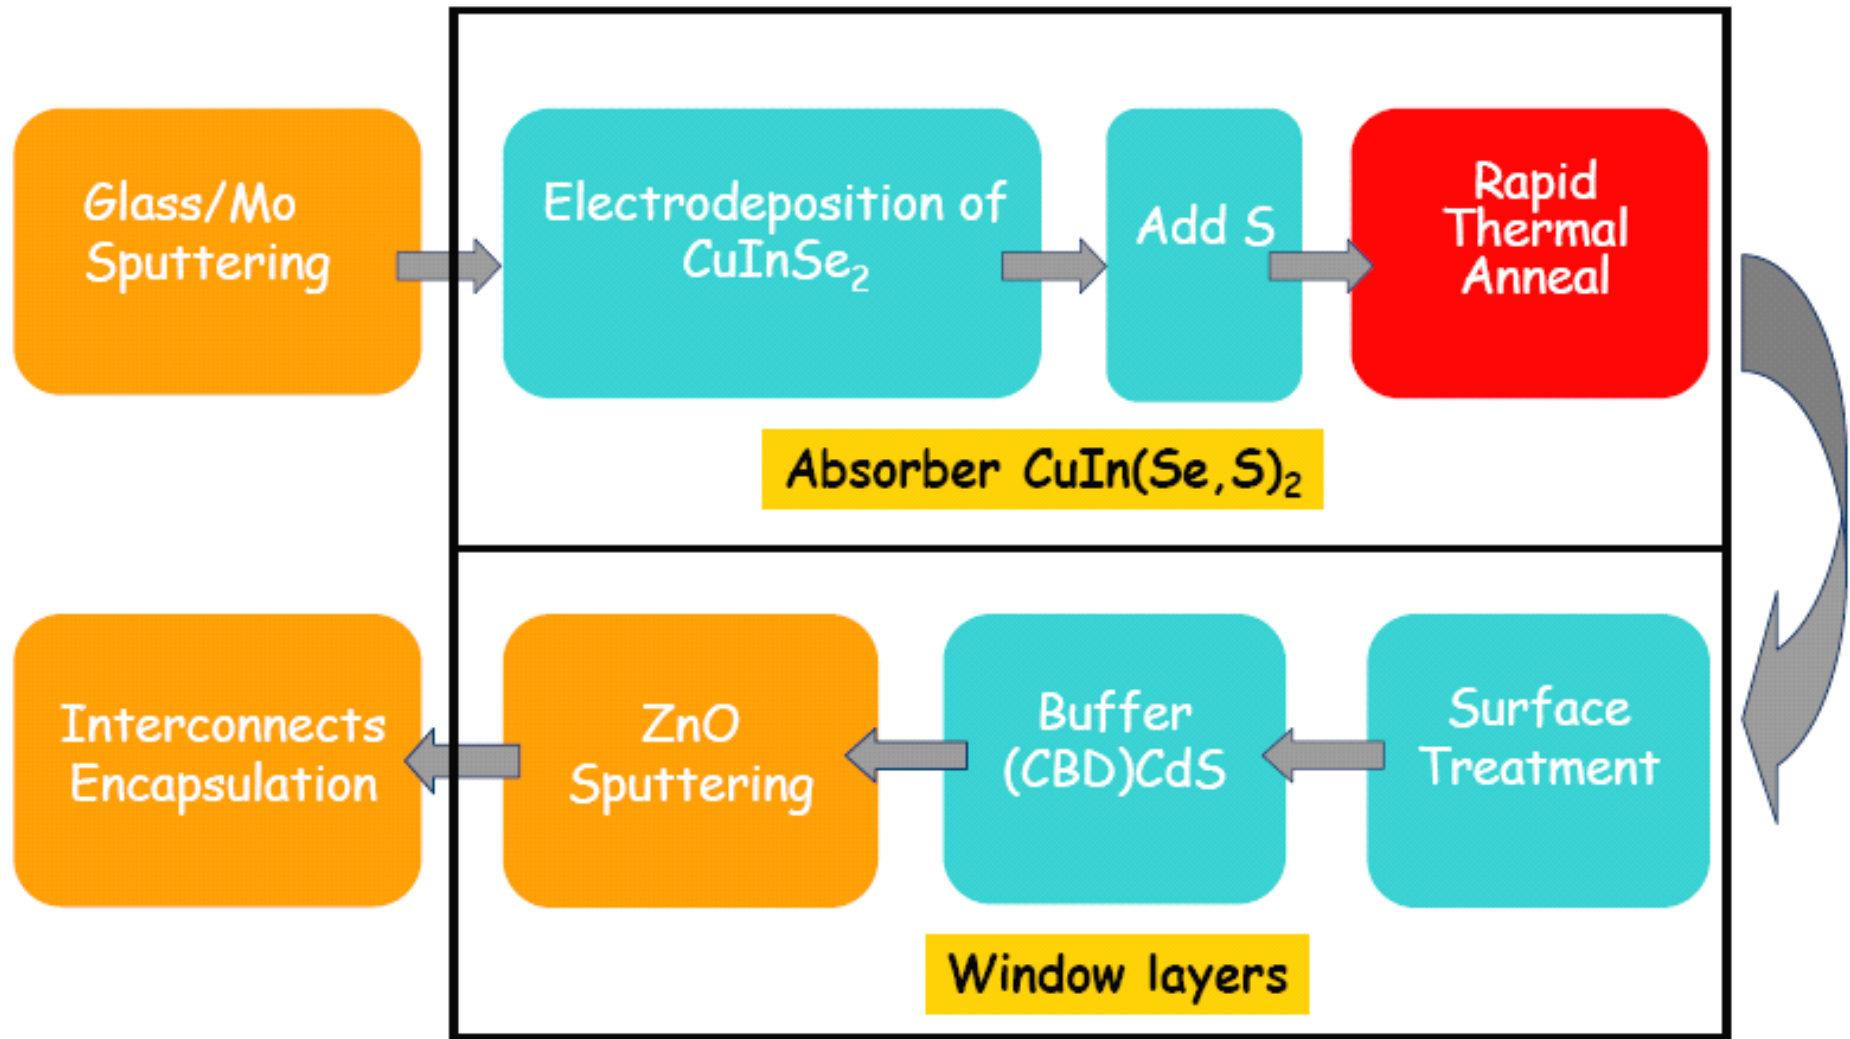 Glass/Mo
Sputtering
Electrodeposition of
CuInSe₂
Add S
Rapid
Thermal
Anneal
Absorber CuIn(Se,S)₂
Interconnects
Encapsulation
ZnO
Sputtering
Buffer
(CBD)CdS
Surface
Treatment
Window layers